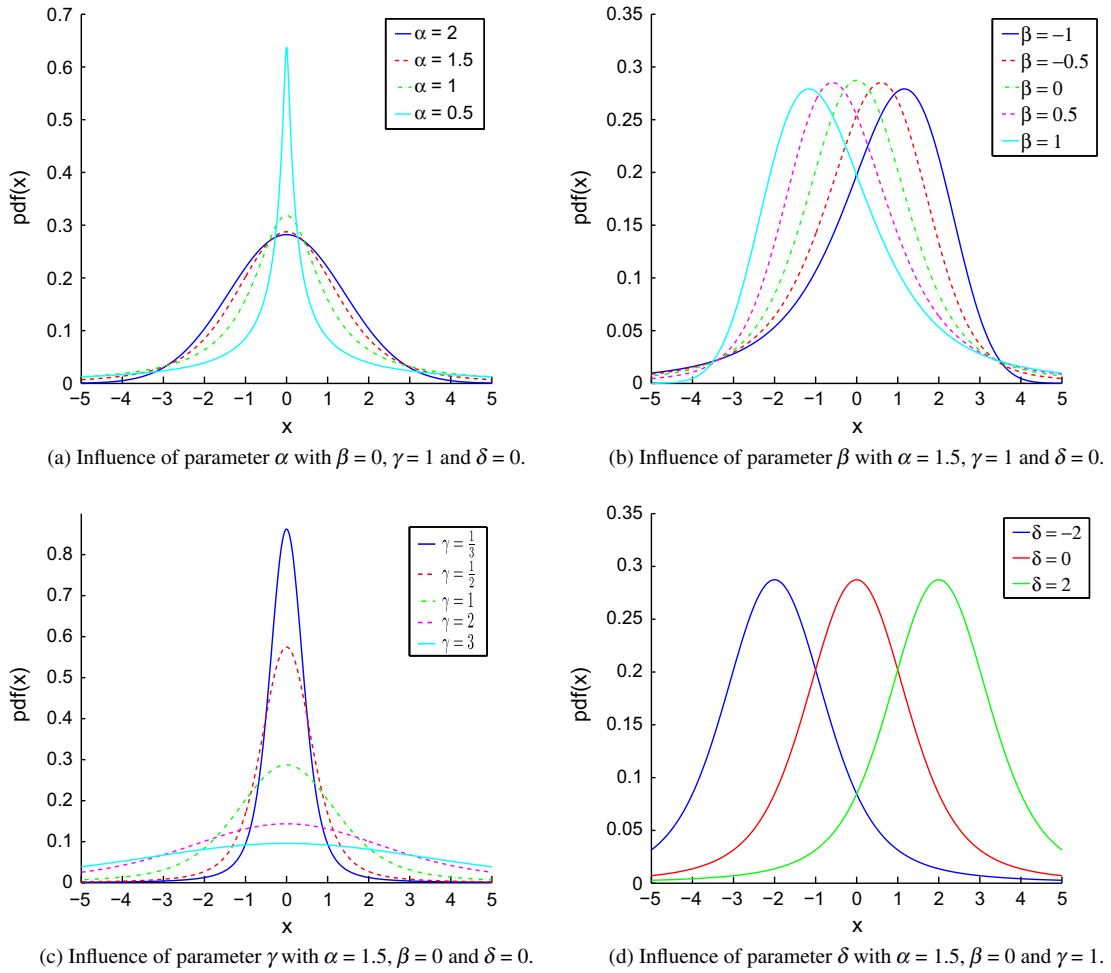 0.7
0.6
0.5
0.4
0.3
0.2
0.1
0
pdf(x)
α = 2
α = 1.5
α = 1
α = 0.5
−5 −4 −3 −2 −1 0 1 2 3 4 5
x
(a) Influence of parameter α with β = 0, γ = 1 and δ = 0.
0.35
0.3
0.25
0.2
0.15
0.1
0.05
0
pdf(x)
β = −1
β = −0.5
β = 0
β = 0.5
β = 1
−5 −4 −3 −2 −1 0 1 2 3 4 5
x
(b) Influence of parameter β with α = 1.5, γ = 1 and δ = 0.
0.8
0.7
0.6
0.5
0.4
0.3
0.2
0.1
0
pdf(x)
γ = 1/3
γ = 1/2
γ = 1
γ = 2
γ = 3
−5 −4 −3 −2 −1 0 1 2 3 4 5
x
(c) Influence of parameter γ with α = 1.5, β = 0 and δ = 0.
0.35
0.3
0.25
0.2
0.15
0.1
0.05
0
pdf(x)
δ = −2
δ = 0
δ = 2
−5 −4 −3 −2 −1 0 1 2 3 4 5
x
(d) Influence of parameter δ with α = 1.5, β = 0 and γ = 1.